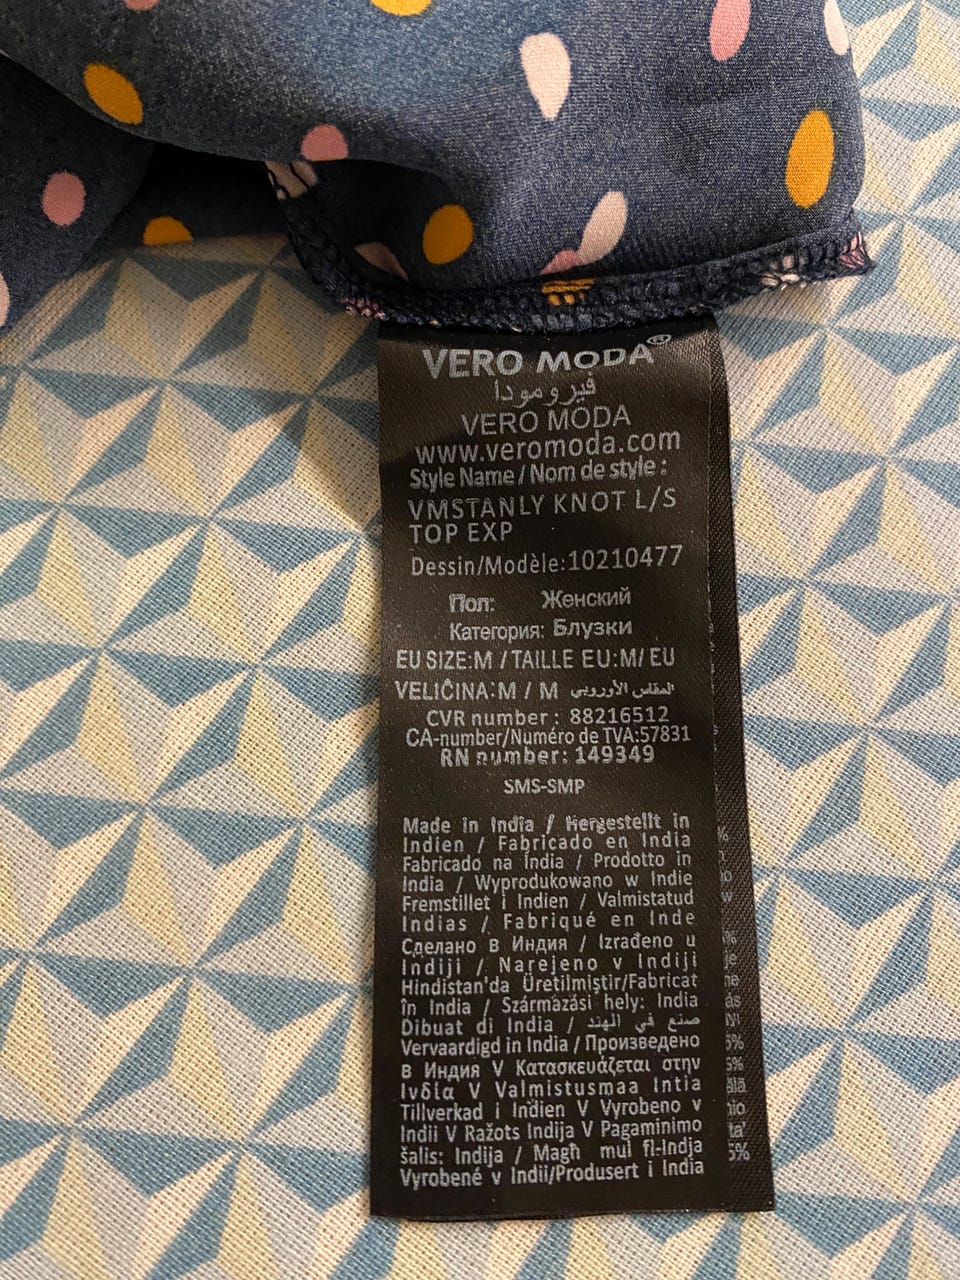 VERO MODA®
فيرومودا
VERO MODA
www.veromoda.com
Style Name / Nom de style :
VMSTANLY KNOT L/S
TOP EXP
Dessin/Modèle:10210477
Пол: Женский
Категория: Блузки
EU SIZE:M / TAILLE EU:M/ EU
VELIĈINA:M / M المقاس الأوروبي
CVR number : 88216512
CA-number/Numéro de TVA:57831
RN number: 149349
SMS-SMP
Made in India / Hergestellt in
Indien / Fabricado en India
Fabricado na Índia / Prodotto in
India / Wyprodukowano w Indie
Fremstillet i Indien / Valmistatud
Indias / Fabriqué en Inde
Сделано в Индия / Izrađeno u
Indiji / Narejeno v Indiji
Hindistan'da Üretilmiştir/Fabricat
în India / Származási hely: India
Dibuat di India / صنع في الهند
Vervaardigd in India / Произведено
в Индия V Κατασκευάζεται στην
Ινδία V Valmistusmaa Intia
Tillverkad i Indien V Vyrobeno v
Indii V Ražots Indija V Pagaminimo
šalis: Indija / Magħ mul fl-Indja
Vyrobené v Indii/Produsert i India